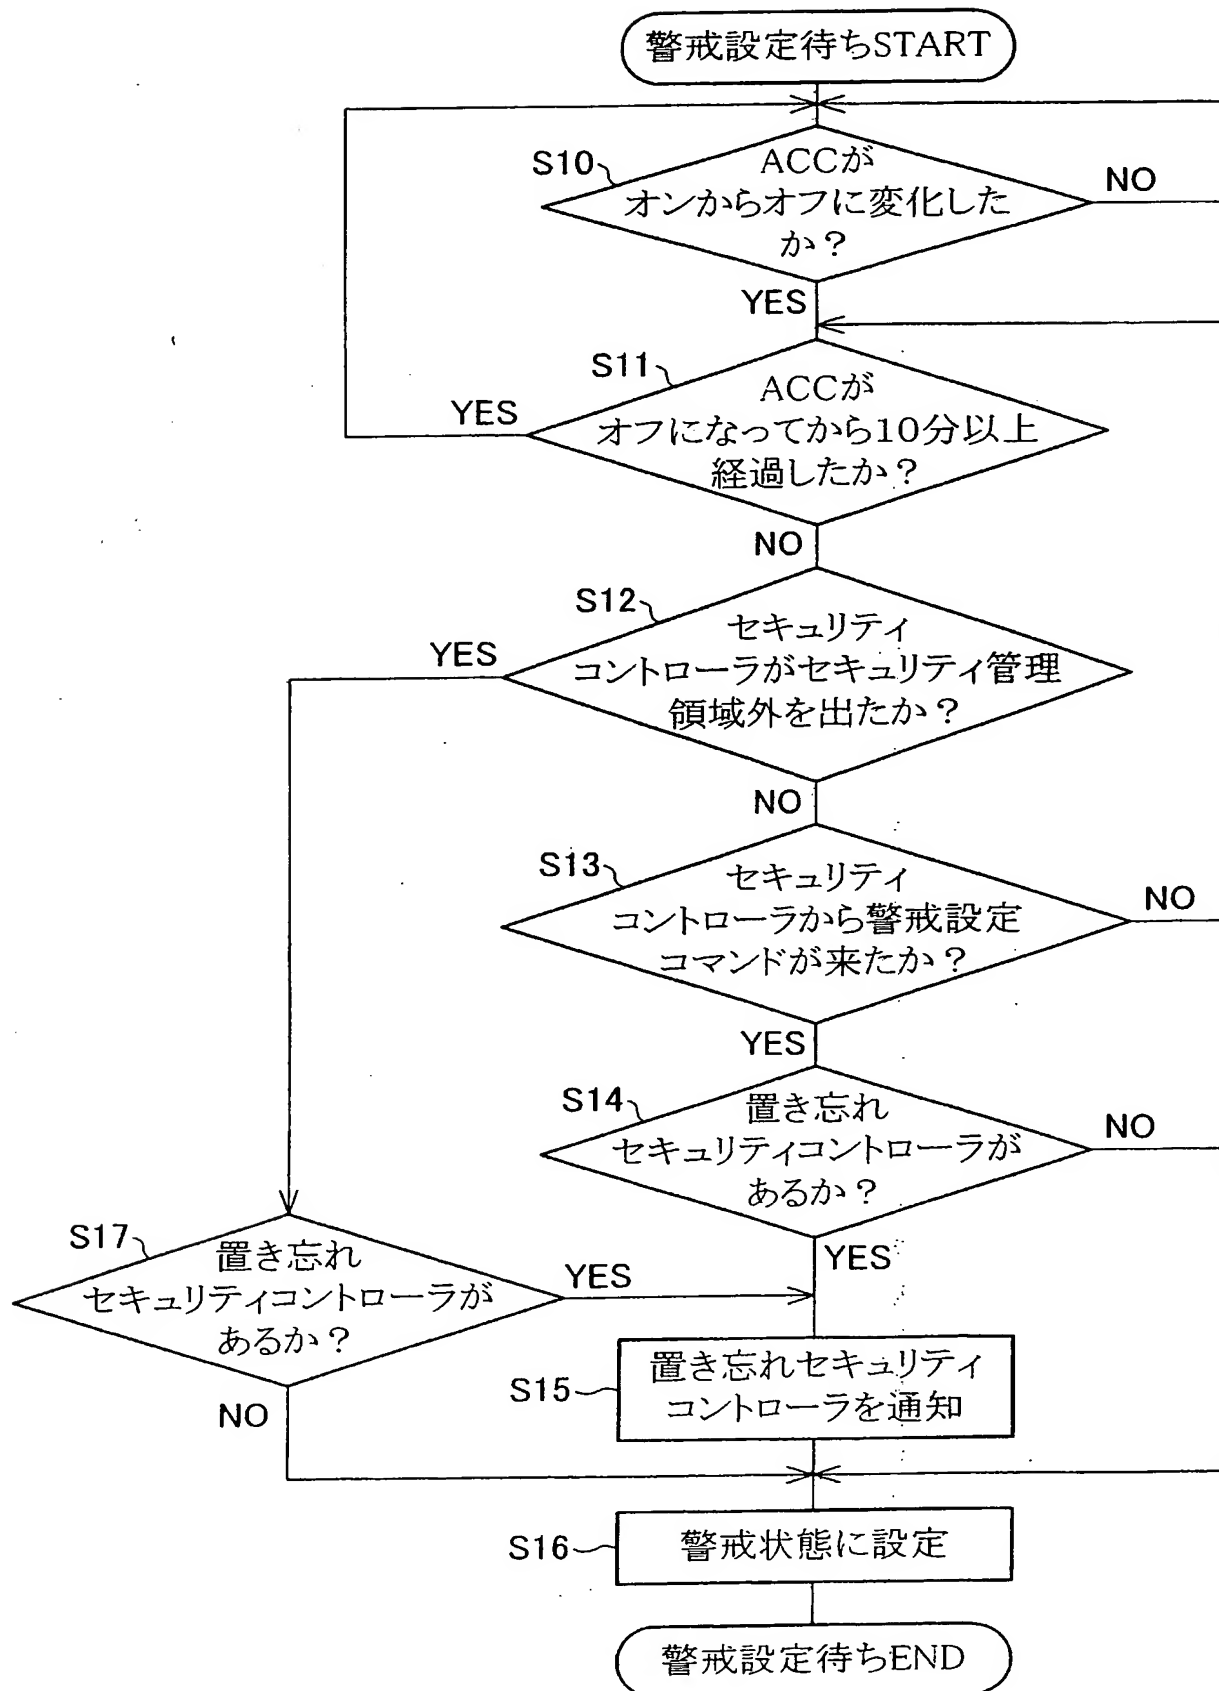 警戒設定待ちSTART
S10
ACCが
オンからオフに変化した
か？
NO
YES
S11
ACCが
オフになってから10分以上
経過したか？
YES
NO
S12
セキュリティ
コントローラがセキュリティ管理
領域外を出たか？
YES
NO
S13
セキュリティ
コントローラから警戒設定
コマンドが来たか？
NO
YES
S14
置き忘れ
セキュリティコントローラが
あるか？
NO
YES
S17
置き忘れ
セキュリティコントローラが
あるか？
YES
NO
S15
置き忘れセキュリティ
コントローラを通知
S16
警戒状態に設定
警戒設定待ちEND